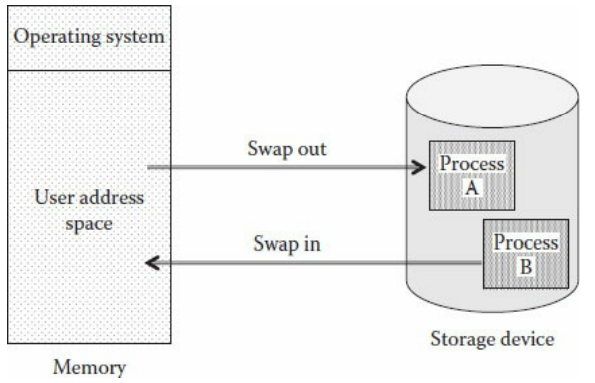 Operating system
Swap out
Process
A
User address
space
Swap in
Process
B
Storage device
Memory